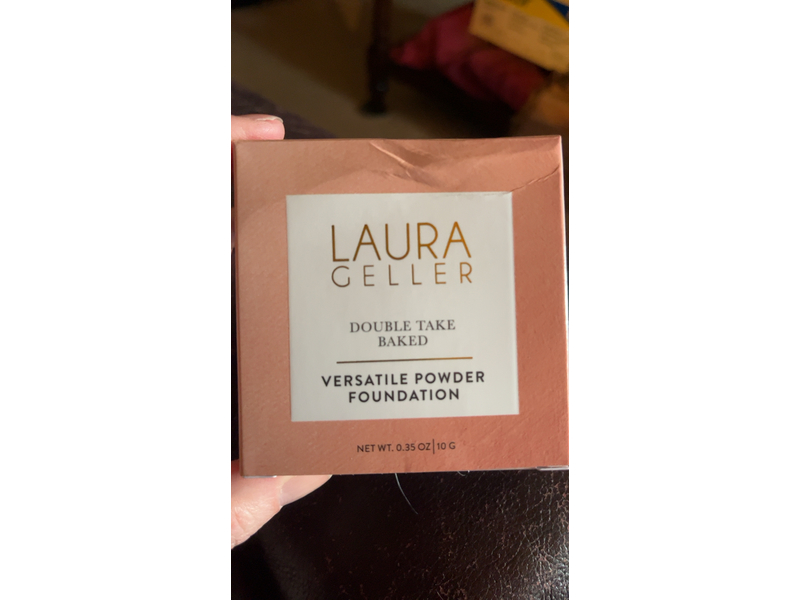 LAURA
GELLER
DOUBLE TAKE
BAKED
VERSATILE POWDER
FOUNDATION
NET WT. 0.35 OZ | 10 G